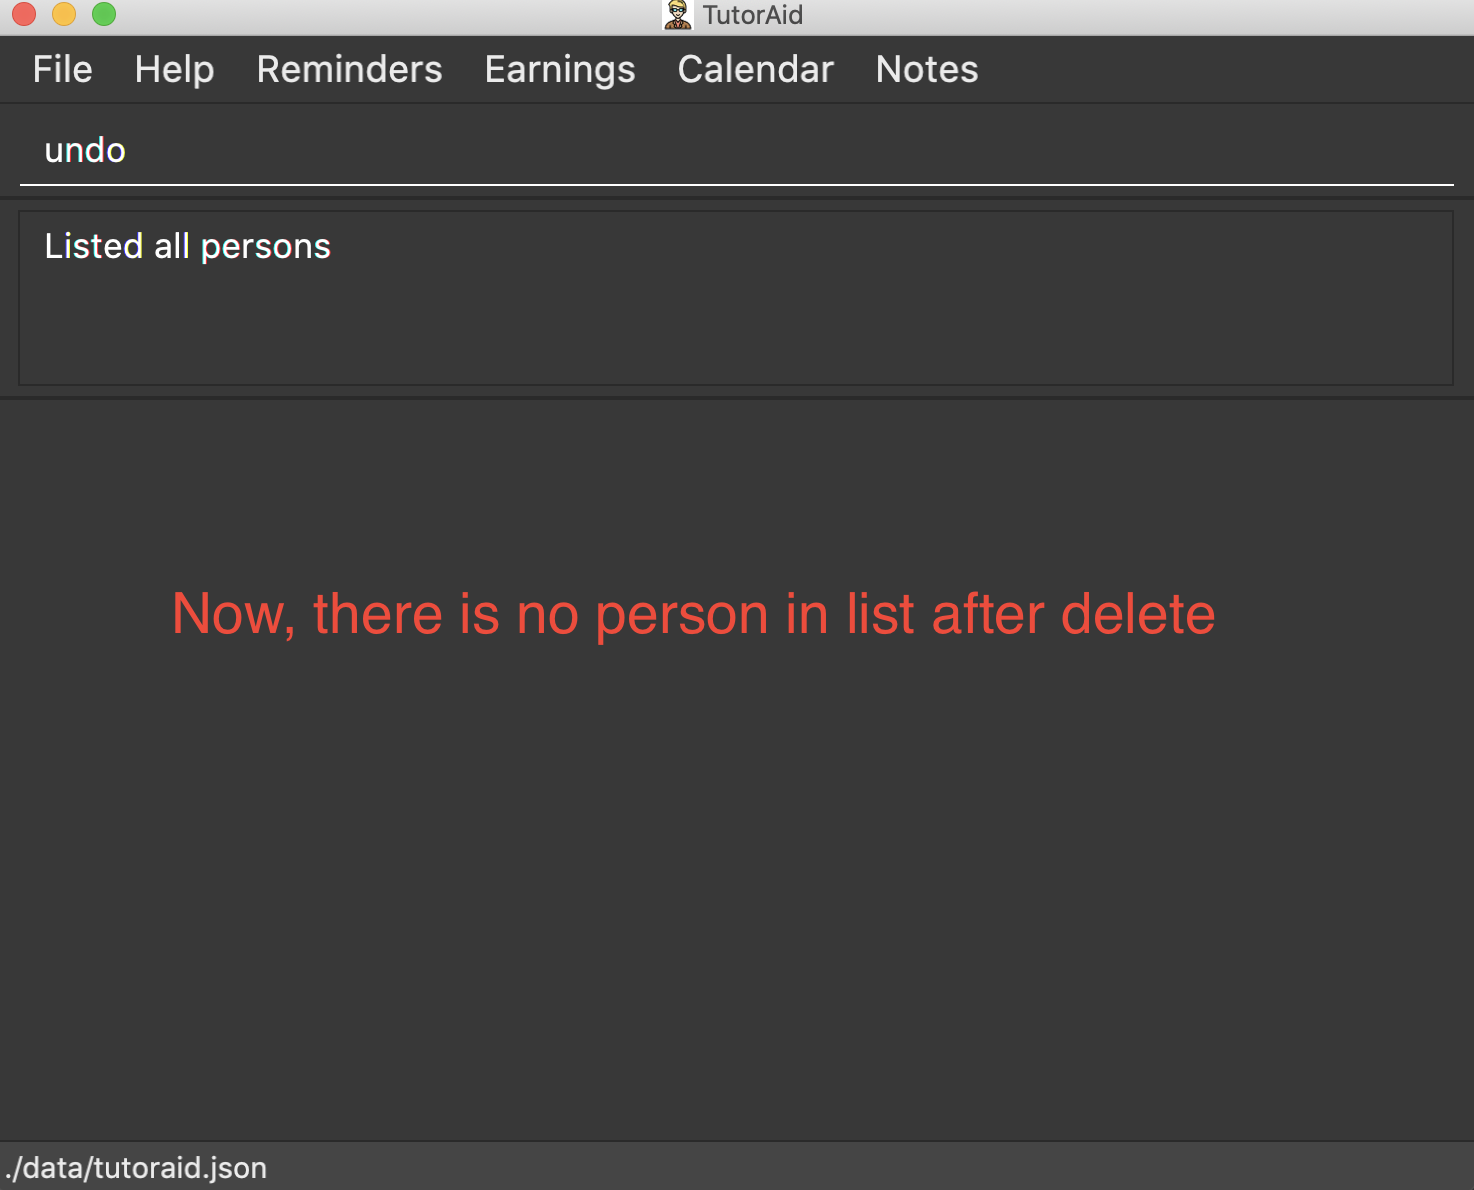 TutorAid
File Help Reminders Earnings Calendar Notes
undo
Listed all persons
Now, there is no person in list after delete
./data/tutoraid.json